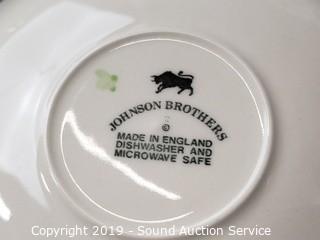 JOHNSON BROTHERS
©
MADE IN ENGLAND
DISHWASHER AND
MICROWAVE SAFE
Copyright 2019 - Sound Auction Service